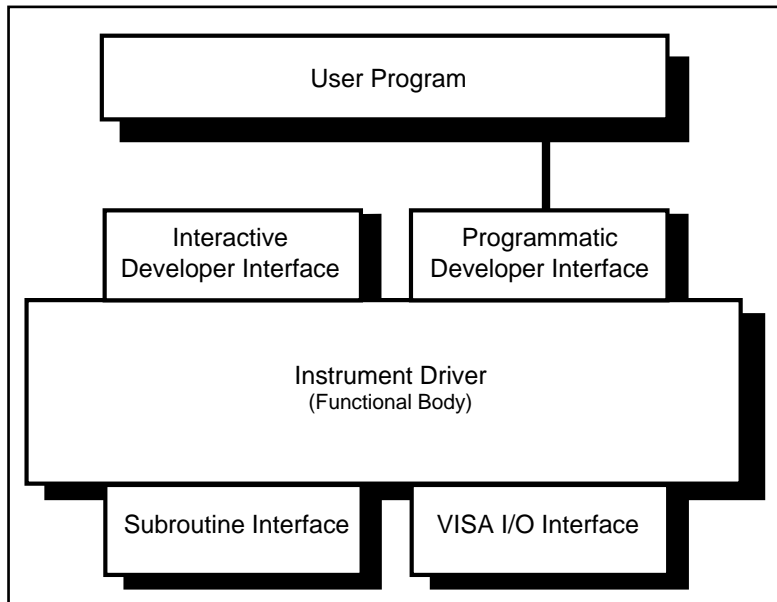 User Program
Interactive
Developer Interface
Programmatic
Developer Interface
Instrument Driver
(Functional Body)
Subroutine Interface
VISA I/O Interface